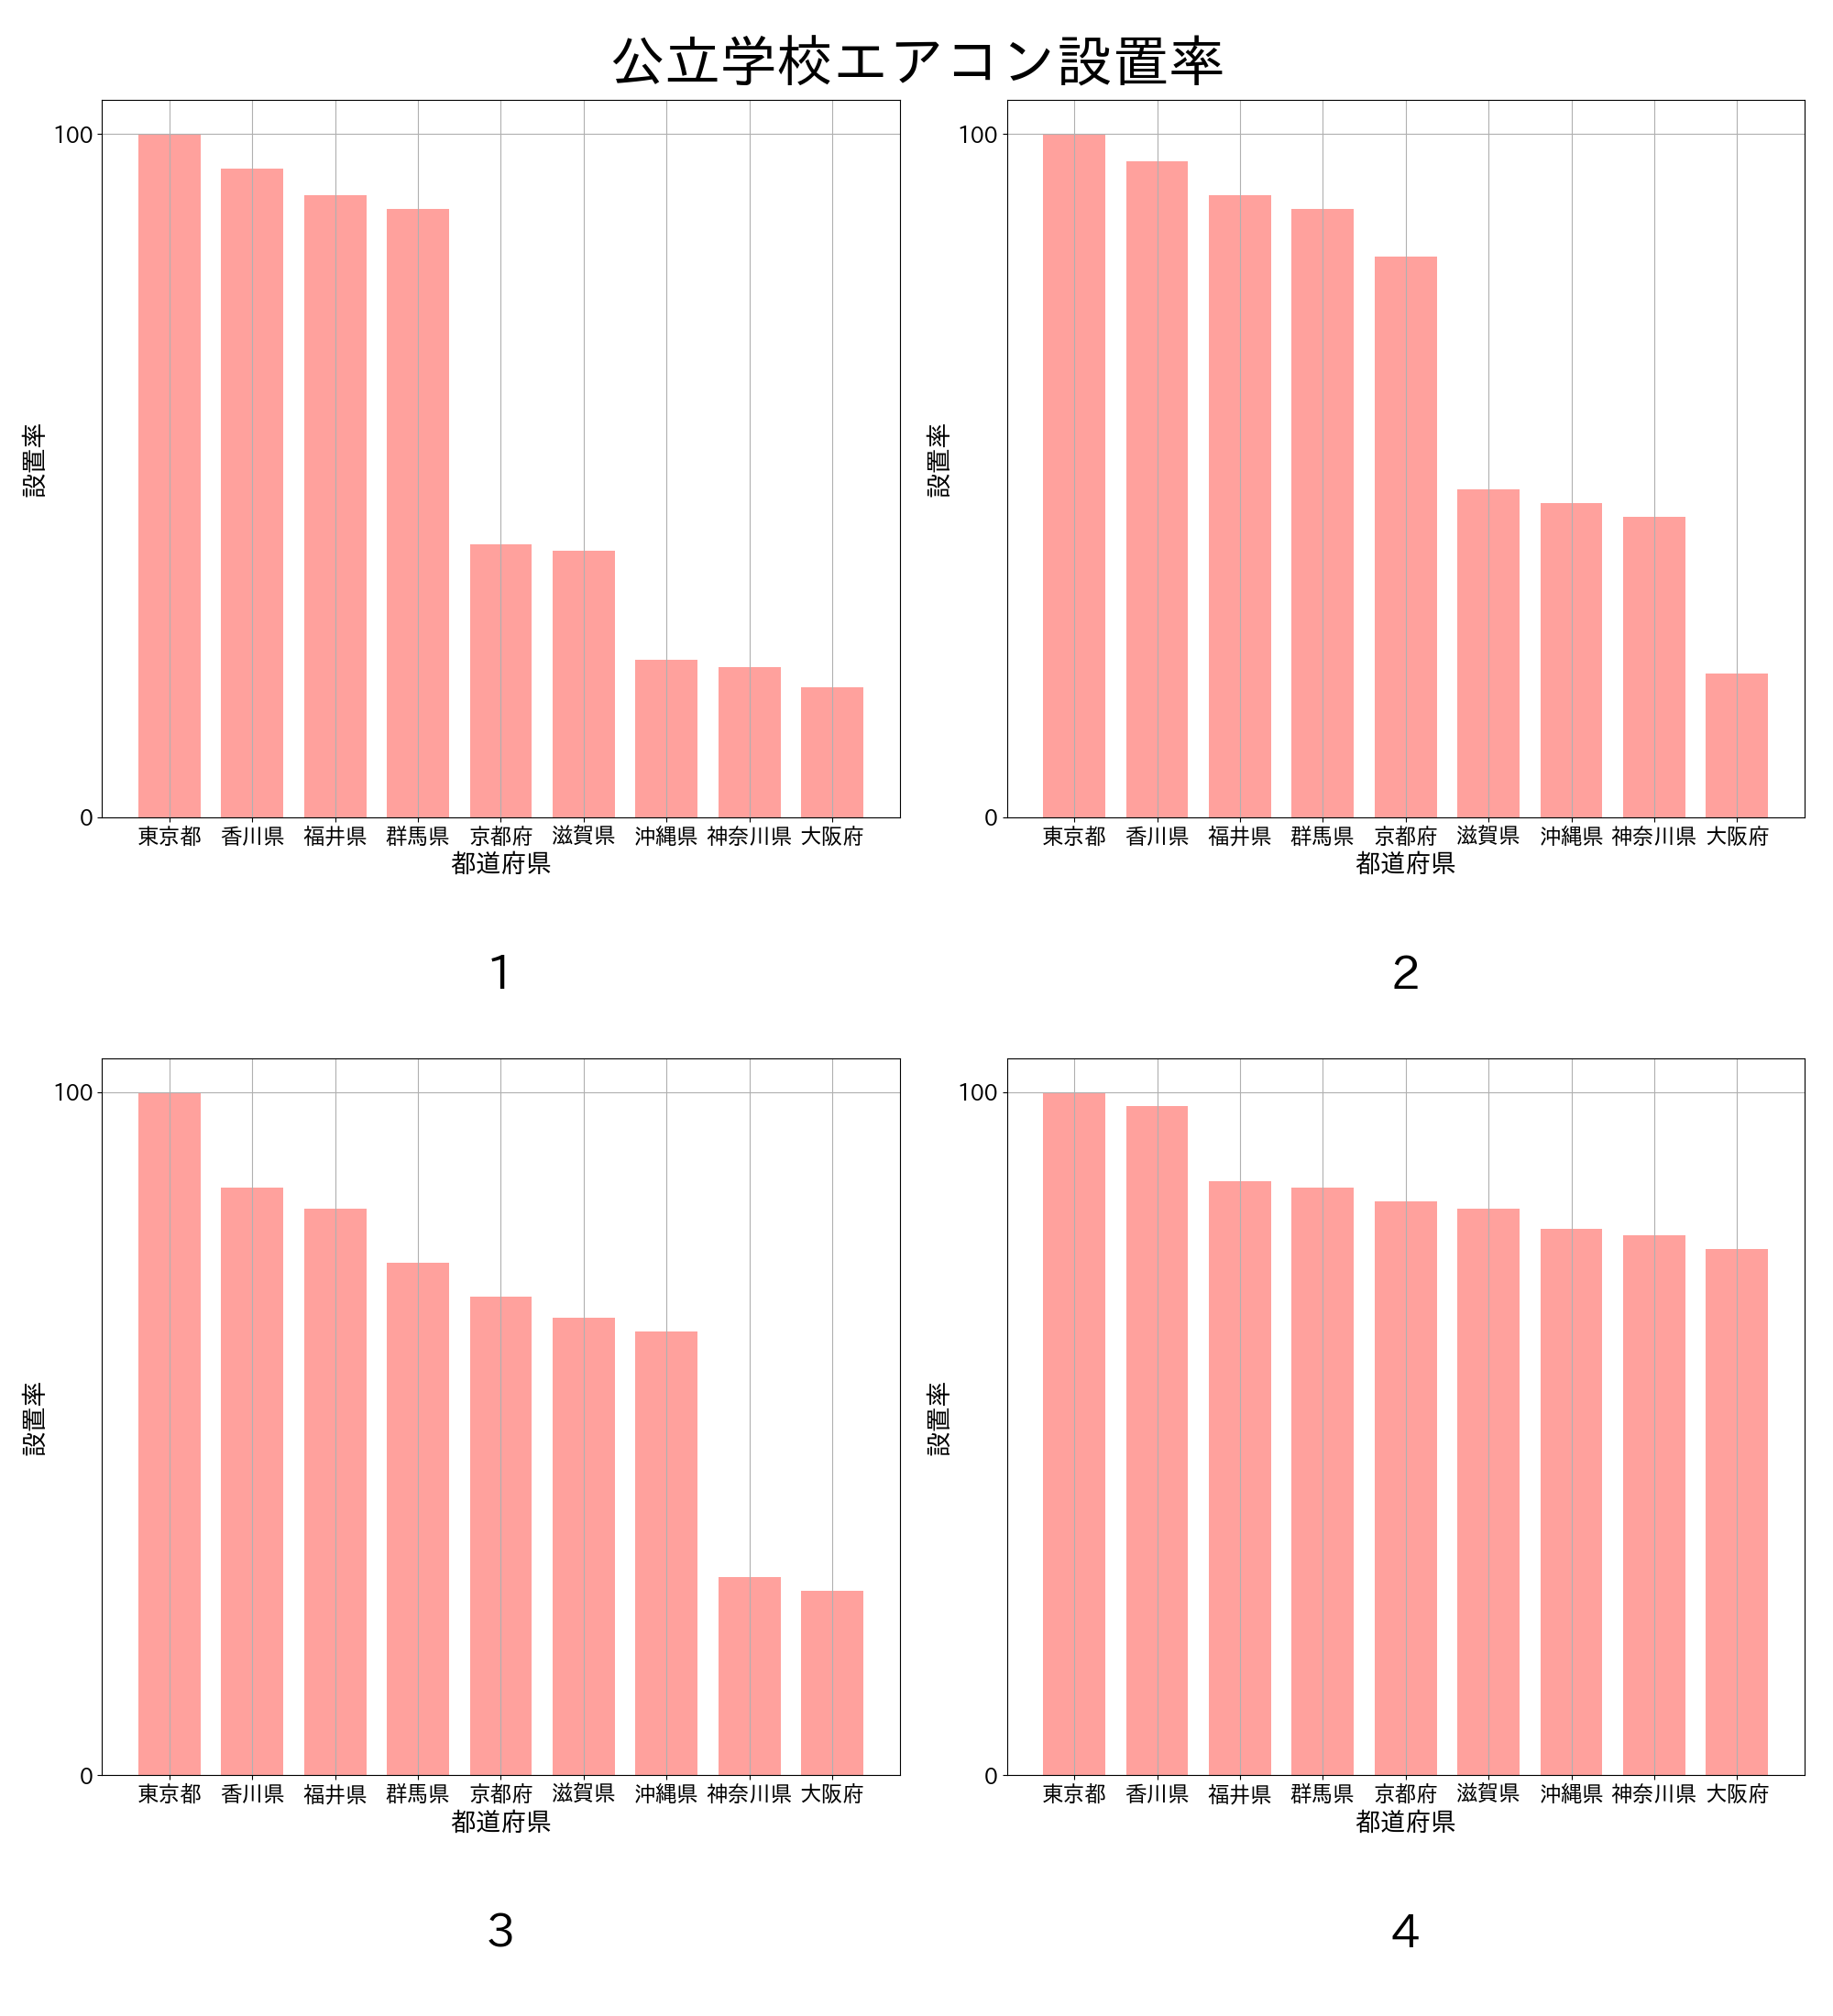 公立学校エアコン設置率
100
0
設置率
東京都 香川県 福井県 群馬県 京都府 滋賀県 沖縄県 神奈川県 大阪府
都道府県
1
100
0
設置率
東京都 香川県 福井県 群馬県 京都府 滋賀県 沖縄県 神奈川県 大阪府
都道府県
2
100
0
設置率
東京都 香川県 福井県 群馬県 京都府 滋賀県 沖縄県 神奈川県 大阪府
都道府県
3
100
0
設置率
東京都 香川県 福井県 群馬県 京都府 滋賀県 沖縄県 神奈川県 大阪府
都道府県
4